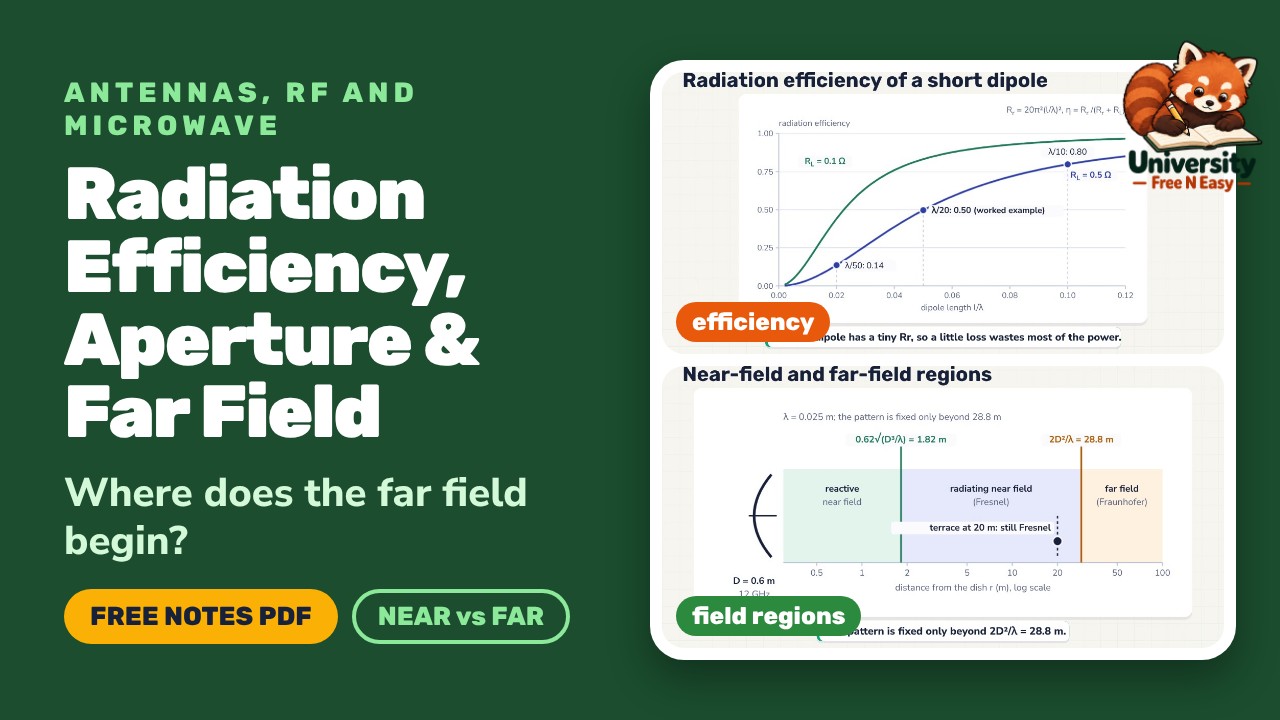 ANTENNAS, RF AND
MICROWAVE
Radiation
Efficiency,
Aperture &
Far Field
Where does the far field
begin?
FREE NOTES PDF
NEAR vs FAR
Radiation efficiency of a short dipole
Rᵣ = 20π²(l/λ)², η = Rᵣ /(Rᵣ + R
radiation efficiency
1.00
0.75
0.50
0.25
0.00
R_L = 0.1 Ω
λ/10: 0.80
R_L = 0.5 Ω
λ/20: 0.50 (worked example)
λ/50: 0.14
0.00 0.02 0.04 0.06 0.08 0.10 0.12
dipole length l/λ
efficiency
has a tiny Rr, so a little loss wastes most of the power.
University
Free N Easy
Near-field and far-field regions
λ = 0.025 m; the pattern is fixed only beyond 28.8 m
0.62√(D³/λ) = 1.82 m
2D²/λ = 28.8 m
reactive
near field
radiating near field
(Fresnel)
far field
(Fraunhofer)
terrace at 20 m: still Fresnel
0.5 1 2 5 10 20 50 100
distance from the dish r (m), log scale
D = 0.6 m
12 GHz
field regions
pattern is fixed only beyond 2D²/λ = 28.8 m.